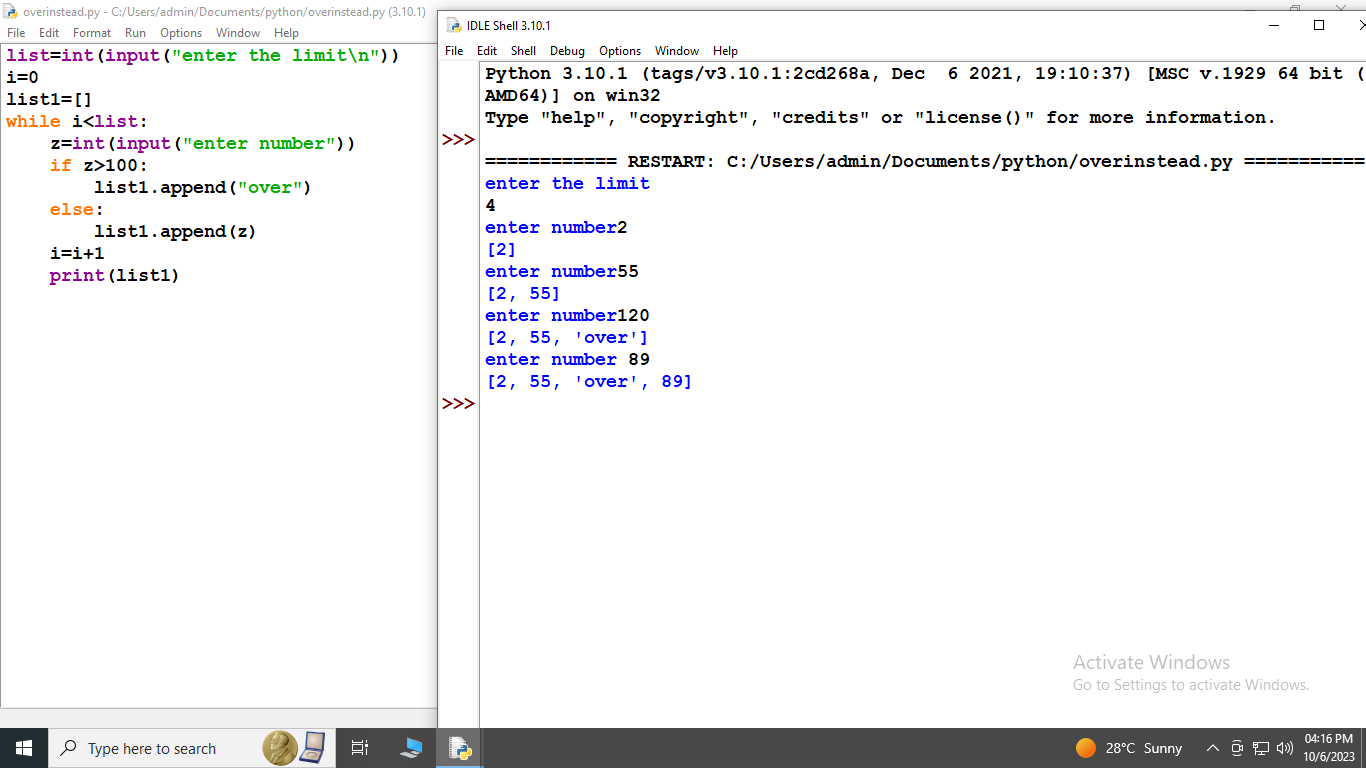 overinstead.py - C:/Users/admin/Documents/python/overinstead.py (3.10.1)
File Edit Format Run Options Window Help
list=int(input("enter the limit\n"))
i=0
list1=[]
while i<list:
    z=int(input("enter number"))
    if z>100:
        list1.append("over")
    else:
        list1.append(z)
    i=i+1
    print(list1)
IDLE Shell 3.10.1
File Edit Shell Debug Options Window Help
Python 3.10.1 (tags/v3.10.1:2cd268a, Dec  6 2021, 19:10:37) [MSC v.1929 64 bit (
AMD64)] on win32
Type "help", "copyright", "credits" or "license()" for more information.
>>>
============ RESTART: C:/Users/admin/Documents/python/overinstead.py ===========
enter the limit
4
enter number2
[2]
enter number55
[2, 55]
enter number120
[2, 55, 'over']
enter number 89
[2, 55, 'over', 89]
>>>
Activate Windows
Go to Settings to activate Windows.
Type here to search
28°C Sunny
04:16 PM
10/6/2023